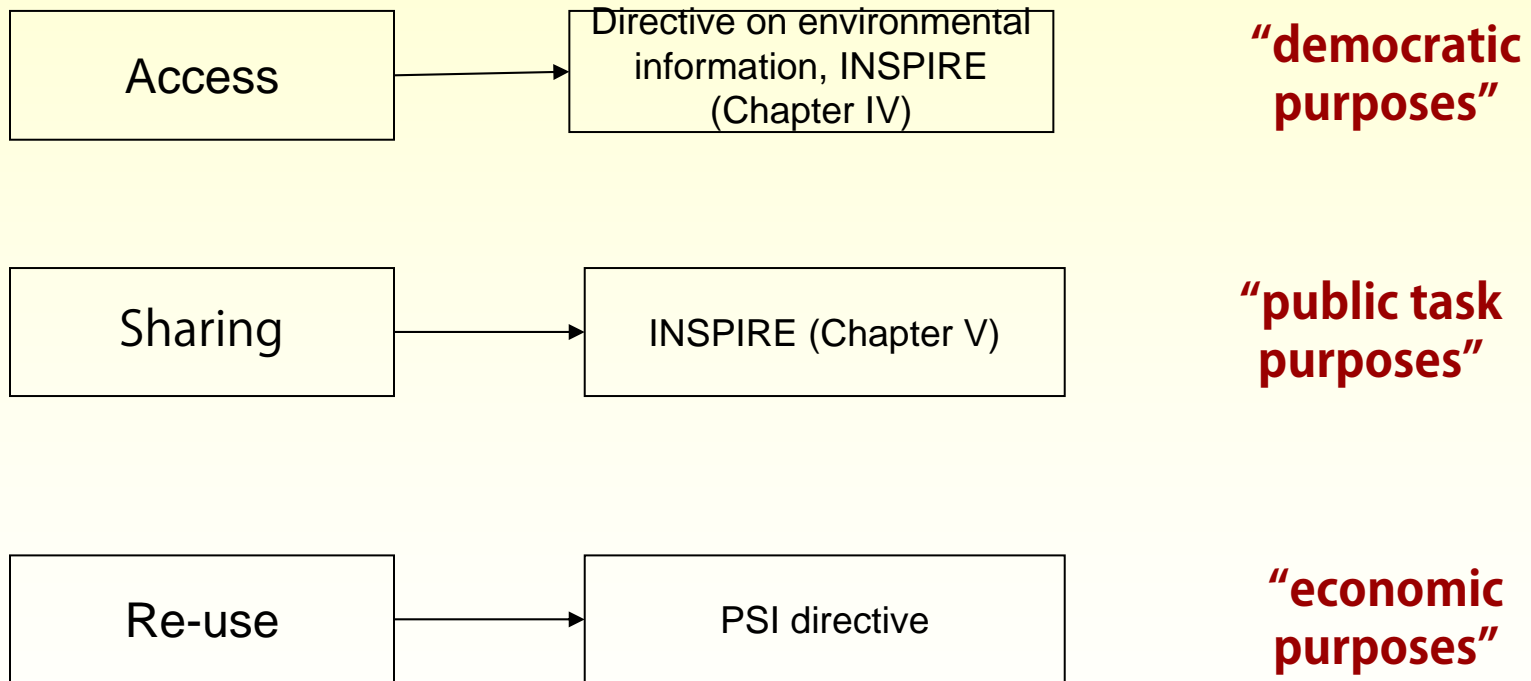 Access
Directive on environmental
information, INSPIRE
(Chapter IV)
“democratic
purposes”
Sharing
INSPIRE (Chapter V)
“public task
purposes”
Re-use
PSI directive
“economic
purposes”